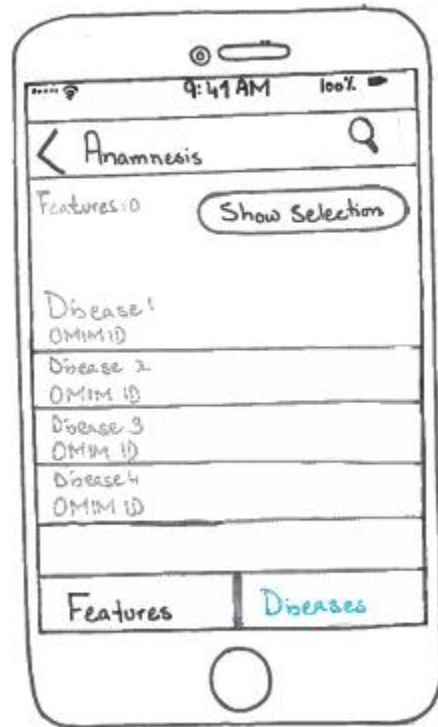 9:41 AM 100%
Anamnesis
Features:0 Show Selection
Disease 1
OMIM ID
Disease 2
OMIM ID
Disease 3
OMIM ID
Disease 4
OMIM ID
Features Diseases